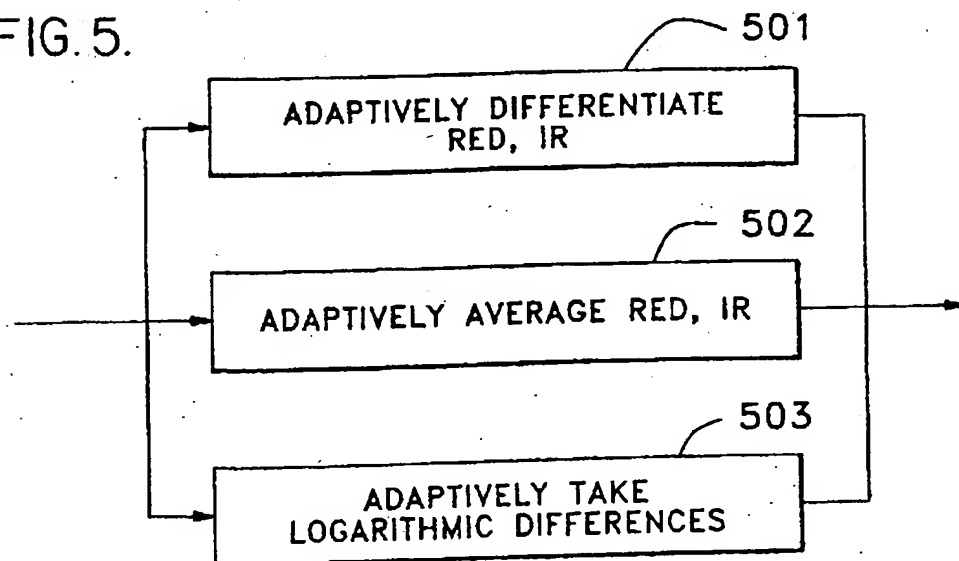 FIG. 5.
501
ADAPTIVELY DIFFERENTIATE
RED, IR
502
ADAPTIVELY AVERAGE RED, IR
503
ADAPTIVELY TAKE
LOGARITHMIC DIFFERENCES